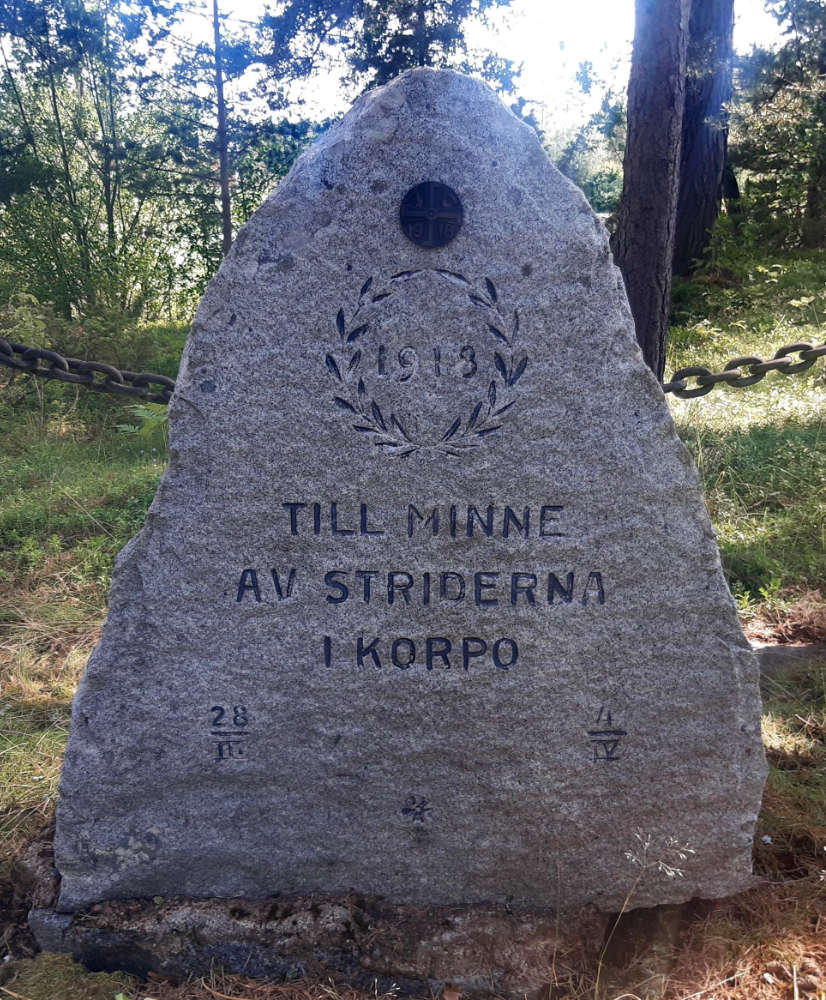 1918
TILL MINNE
AV STRIDERNA
I KORPO
28 4
III IV